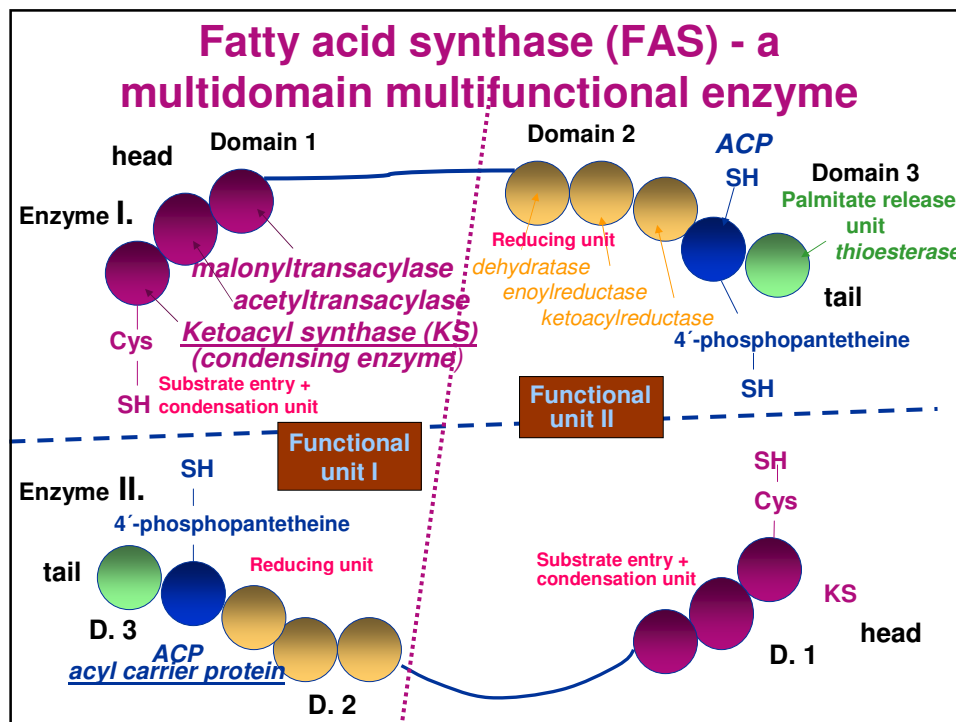 Fatty acid synthase (FAS) - a
multidomain multifunctional enzyme
Domain 1
head
Enzyme I.
malonyltransacylase
acetyltransacylase
Ketoacyl synthase (KS)
(condensing enzyme)
Cys
SH
Substrate entry +
condensation unit
Domain 2
ACP
SH
Domain 3
Palmitate release
unit
thioesterase
Reducing unit
dehydratase
enoylreductase
ketoacylreductase
tail
4´-phosphopantetheine
SH
Functional
unit II
Functional
unit I
Enzyme II.
SH
4´-phosphopantetheine
tail
Reducing unit
D. 3
ACP
acyl carrier protein
D. 2
SH
Cys
Substrate entry +
condensation unit
KS
head
D. 1